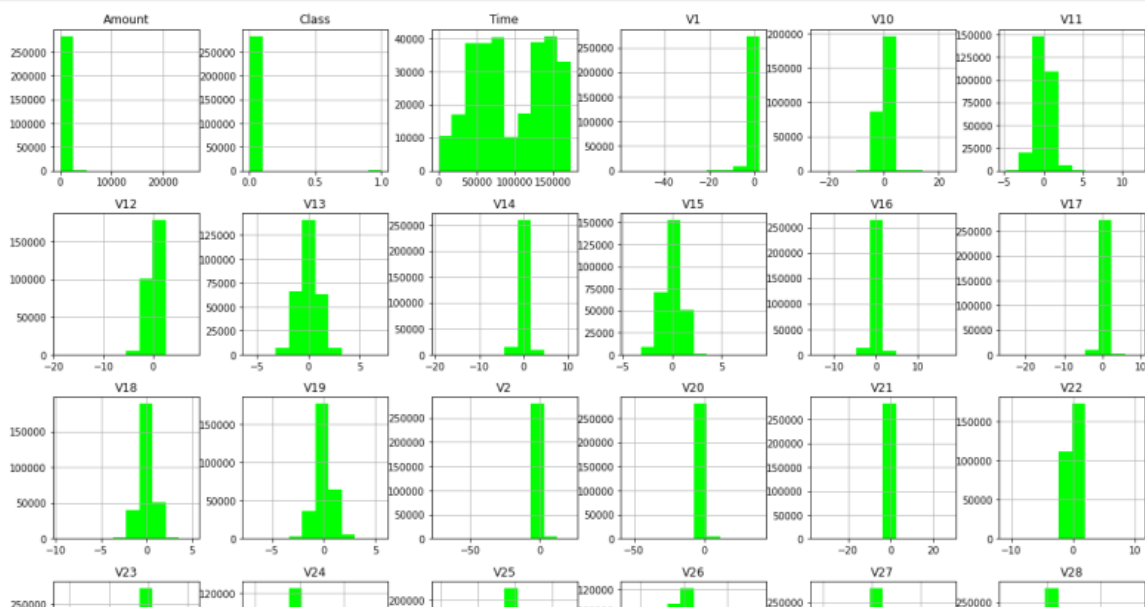 Amount Class Time V1 V10 V11
250000 250000 40000 250000 200000 150000
200000 200000 30000 200000 150000 125000
150000 150000 20000 150000 100000 100000
100000 100000 10000 100000 50000 75000
50000 50000 0 50000 0 50000
0 0 0 25000
0
0 10000 20000 0.0 0.5 1.0 0 50000 100000 150000 −40 −20 0 −20 0 20 −5 0 5 10
V12 V13 V14 V15 V16 V17
150000 125000 250000 150000 250000 250000
100000 100000 200000 125000 200000 200000
50000 75000 150000 100000 150000 150000
0 50000 100000 75000 100000 100000
25000 50000 50000 50000 50000
0 0 25000 0 0
0
−20 −10 0 −5 0 5 −20 −10 0 10 −5 0 5 −10 0 10 −20 −10 0 10
V18 V19 V2 V20 V21 V22
150000 150000 250000 250000 250000 150000
100000 100000 200000 200000 200000 100000
50000 50000 150000 150000 150000 50000
0 0 100000 100000 100000 0
50000 50000 50000
0 0 0
−10 −5 0 5 −5 0 5 −50 0 −50 0 −20 0 20 −10 0 10
V23 V24 V25 V26 V27 V28
250000 120000 200000 120000 250000 250000